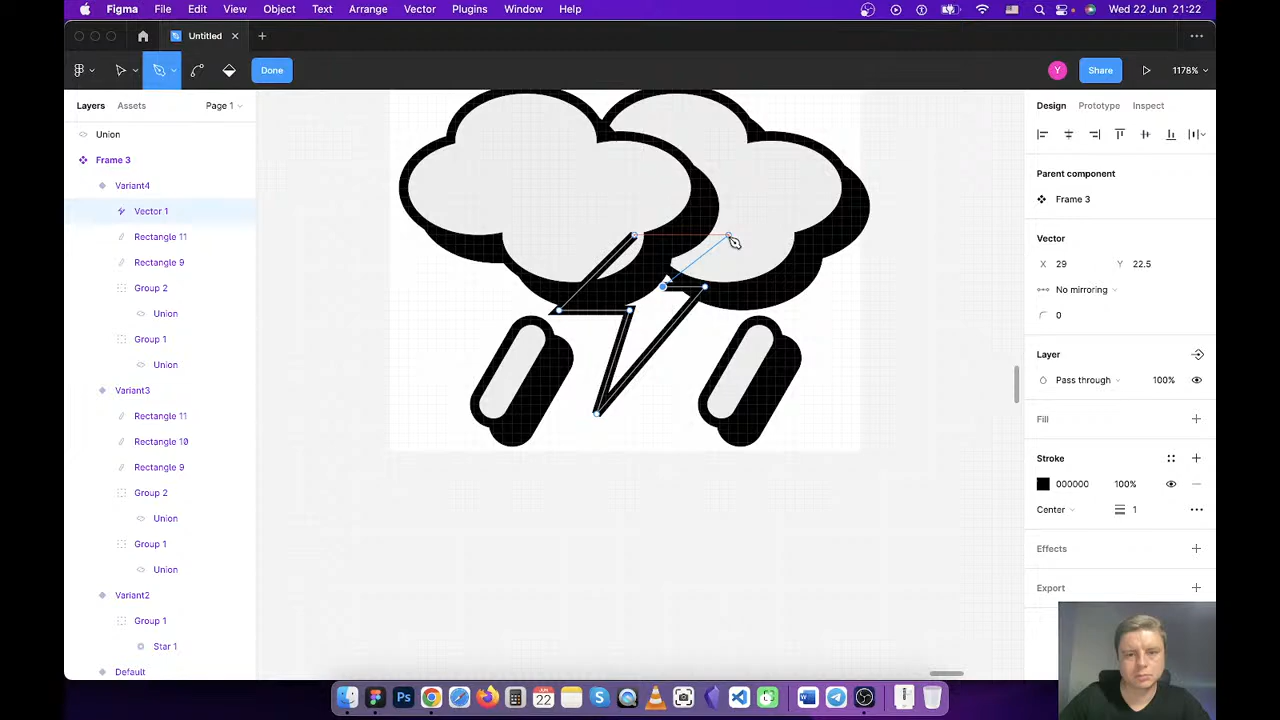 Figma File Edit View Object Text Arrange Vector Plugins Window Help Wed 22 Jun 21:22
Untitled
Done Y Share 1178%
Layers Assets Page 1 Design Prototype Inspect
Union
Frame 3
Variant4
Vector 1
Rectangle 11
Rectangle 9
Group 2
Union
Group 1
Union
Variant3
Rectangle 11
Rectangle 10
Rectangle 9
Group 2
Union
Group 1
Union
Variant2
Group 1
Star 1
Default
Parent component
Frame 3
Vector
X 29 Y 22.5
No mirroring
0
Layer
Pass through 100%
Fill
Stroke
000000 100%
Center 1
Effects
Export
JUN
22
Ps
S
W